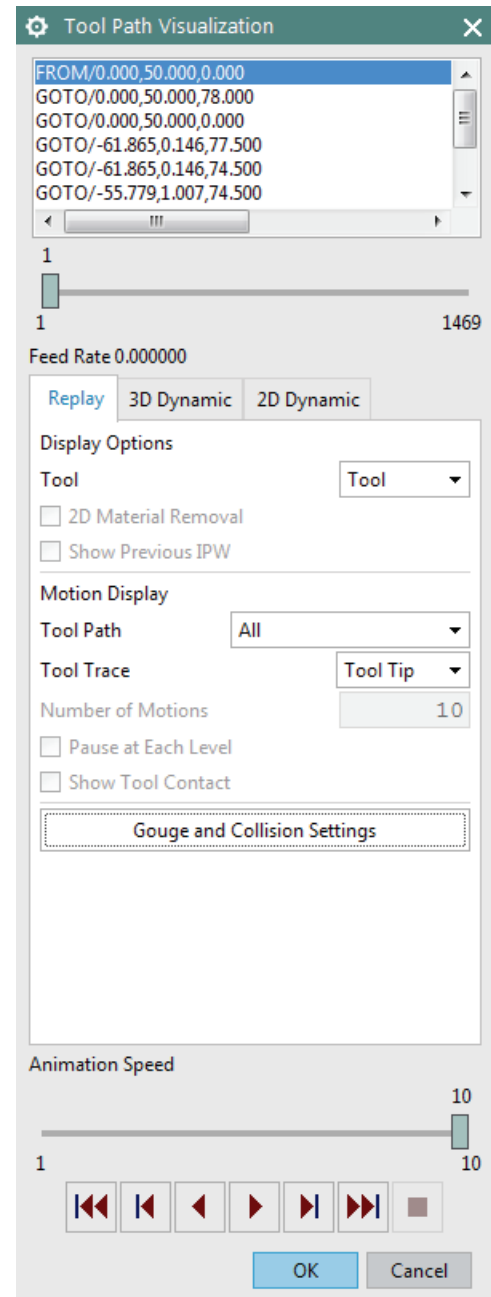 Tool Path Visualization
FROM/0.000,50.000,0.000
GOTO/0.000,50.000,78.000
GOTO/0.000,50.000,0.000
GOTO/-61.865,0.146,77.500
GOTO/-61.865,0.146,74.500
GOTO/-55.779,1.007,74.500
1
1 1469
Feed Rate 0.000000
Replay 3D Dynamic 2D Dynamic
Display Options
Tool Tool
2D Material Removal
Show Previous IPW
Motion Display
Tool Path All
Tool Trace Tool Tip
Number of Motions 10
Pause at Each Level
Show Tool Contact
Gouge and Collision Settings
Animation Speed
10
1 10
OK Cancel